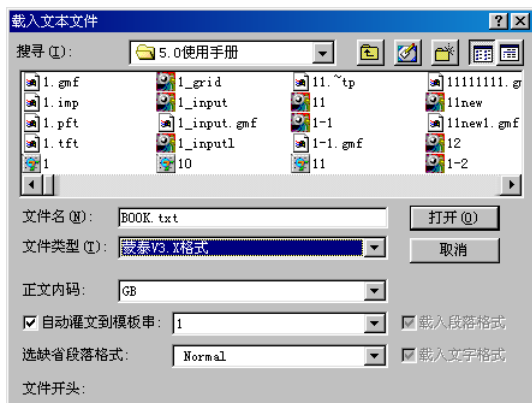 载入文本文件
搜寻(I): 5.0使用手册
1.gmf 1_grid 11.~tp 11111111.g
1.imp 1_input 11 11new
1.pft 1_input.gmf 1-1 11new1.gmf
1.tft 1_input1 1-1.gmf 12
1 10 11 1-2
文件名(N): BOOK.txt 打开(O)
文件类型(T): 蒙泰V3.X格式 取消
正文内码: GB
自动灌文到模板串: 1 载入段落格式
选缺省段落格式: Normal 载入文字格式
文件开头: